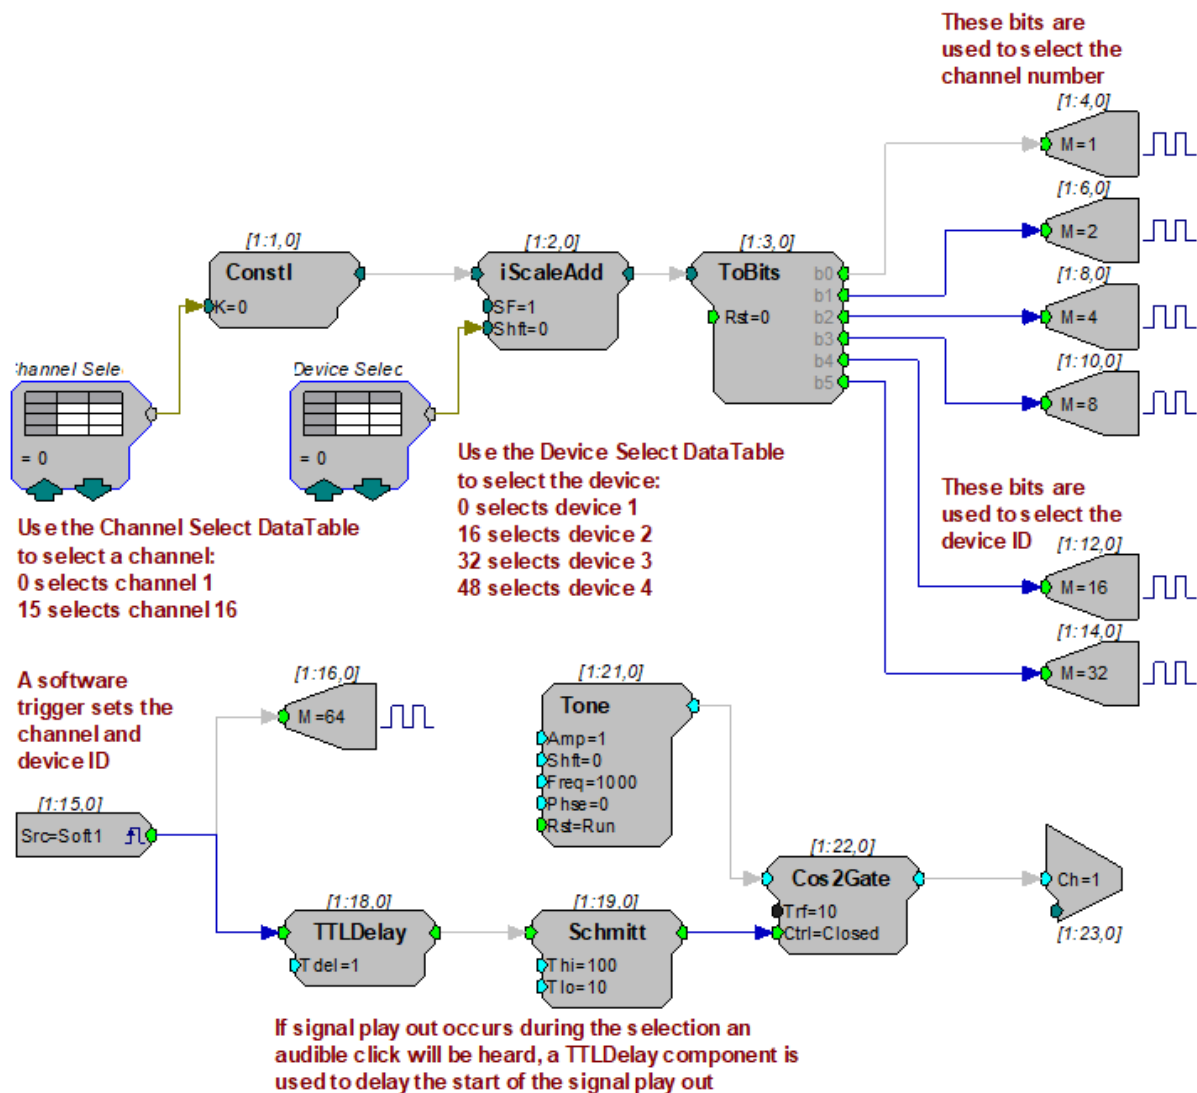 These bits are
used to select the
channel number
[1:4,0]
M=1
[1:6,0]
M=2
[1:8,0]
M=4
[1:10,0]
M=8
[1:1,0]
ConstI
K=0
[1:2,0]
iScaleAdd
SF=1
Shft=0
[1:3,0]
ToBits
Rst=0
b0
b1
b2
b3
b4
b5
hannel Selec
= 0
Device Selec
= 0
Use the Channel Select DataTable
to select a channel:
0 selects channel 1
15 selects channel 16
Use the Device Select DataTable
to select the device:
0 selects device 1
16 selects device 2
32 selects device 3
48 selects device 4
These bits are
used to select the
device ID
[1:12,0]
M=16
[1:14,0]
M=32
A software
trigger sets the
channel and
device ID
[1:16,0]
M=64
[1:15,0]
Src=Soft1
[1:21,0]
Tone
Amp=1
Shft=0
Freq=1000
Phse=0
Rst=Run
[1:18,0]
TTLDelay
Tdel=1
[1:19,0]
Schmitt
Thi=100
Tlo=10
[1:22,0]
Cos2Gate
Trf=10
Ctrl=Closed
Ch=1
[1:23,0]
If signal play out occurs during the selection an
audible click will be heard, a TTLDelay component is
used to delay the start of the signal play out